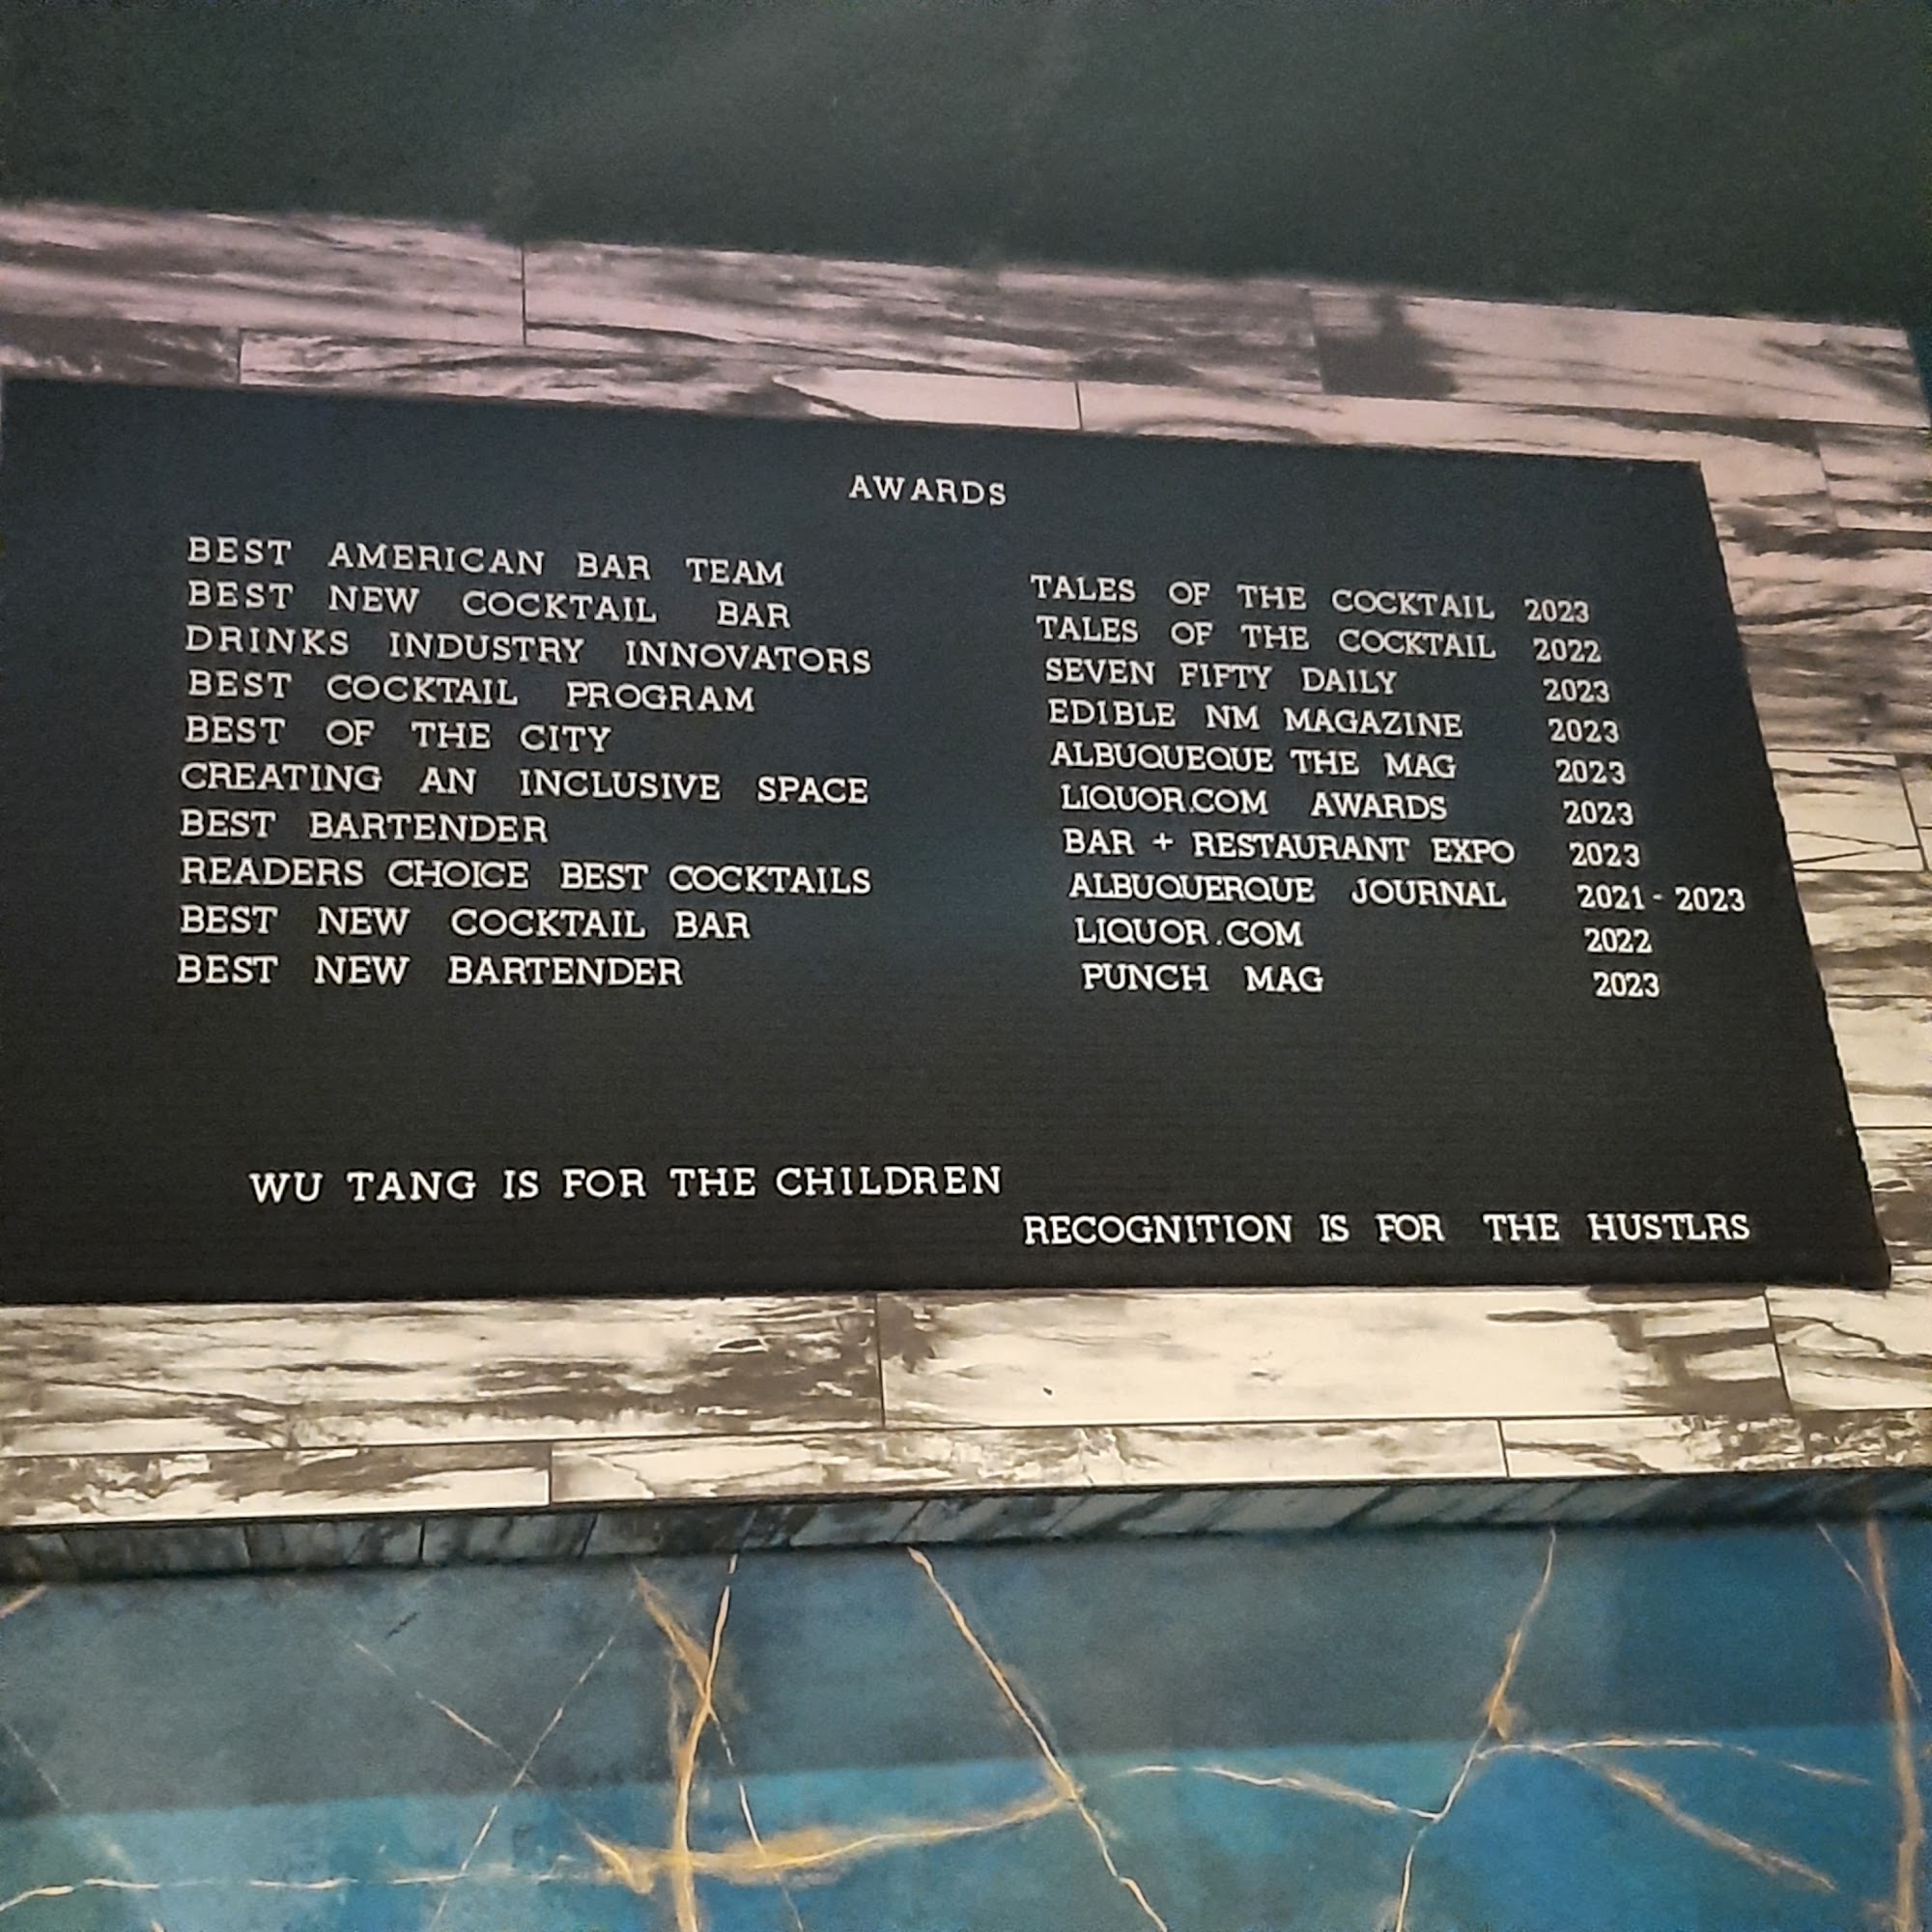 AWARDS
BEST AMERICAN BAR TEAM TALES OF THE COCKTAIL 2023
BEST NEW COCKTAIL BAR TALES OF THE COCKTAIL 2022
DRINKS INDUSTRY INNOVATORS SEVEN FIFTY DAILY 2023
BEST COCKTAIL PROGRAM EDIBLE NM MAGAZINE 2023
BEST OF THE CITY ALBUQUEQUE THE MAG 2023
CREATING AN INCLUSIVE SPACE LIQUOR.COM AWARDS 2023
BEST BARTENDER BAR + RESTAURANT EXPO 2023
READERS CHOICE BEST COCKTAILS ALBUQUERQUE JOURNAL 2021 - 2023
BEST NEW COCKTAIL BAR LIQUOR.COM 2022
BEST NEW BARTENDER PUNCH MAG 2023
WU TANG IS FOR THE CHILDREN
RECOGNITION IS FOR THE HUSTLRS